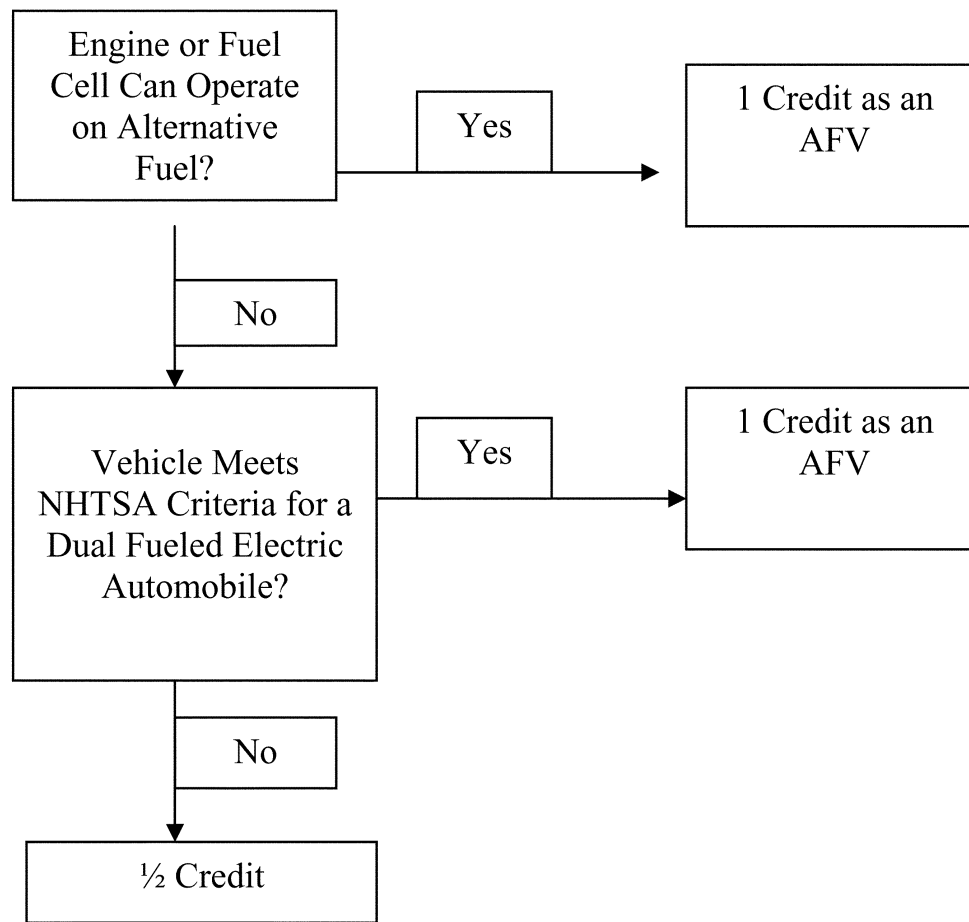 Engine or Fuel
Cell Can Operate
on Alternative
Fuel?
Yes
1 Credit as an
AFV
No
Vehicle Meets
NHTSA Criteria for a
Dual Fueled Electric
Automobile?
Yes
1 Credit as an
AFV
No
½ Credit